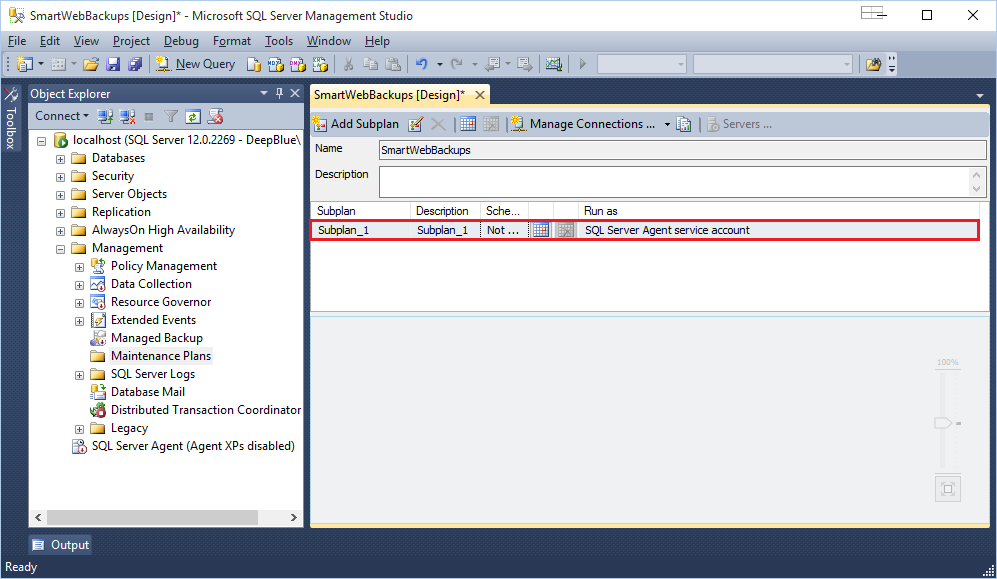 SmartWebBackups [Design]* - Microsoft SQL Server Management Studio
File Edit View Project Debug Format Tools Window Help
New Query
Toolbox
Object Explorer
Connect
localhost (SQL Server 12.0.2269 - DeepBlue\
Databases
Security
Server Objects
Replication
AlwaysOn High Availability
Management
Policy Management
Data Collection
Resource Governor
Extended Events
Managed Backup
Maintenance Plans
SQL Server Logs
Database Mail
Distributed Transaction Coordinator
Legacy
SQL Server Agent (Agent XPs disabled)
SmartWebBackups [Design]*
Add Subplan Manage Connections ... Servers ...
Name SmartWebBackups
Description
Subplan Description Sche... Run as
Subplan_1 Subplan_1 Not ... SQL Server Agent service account
100%
Output
Ready